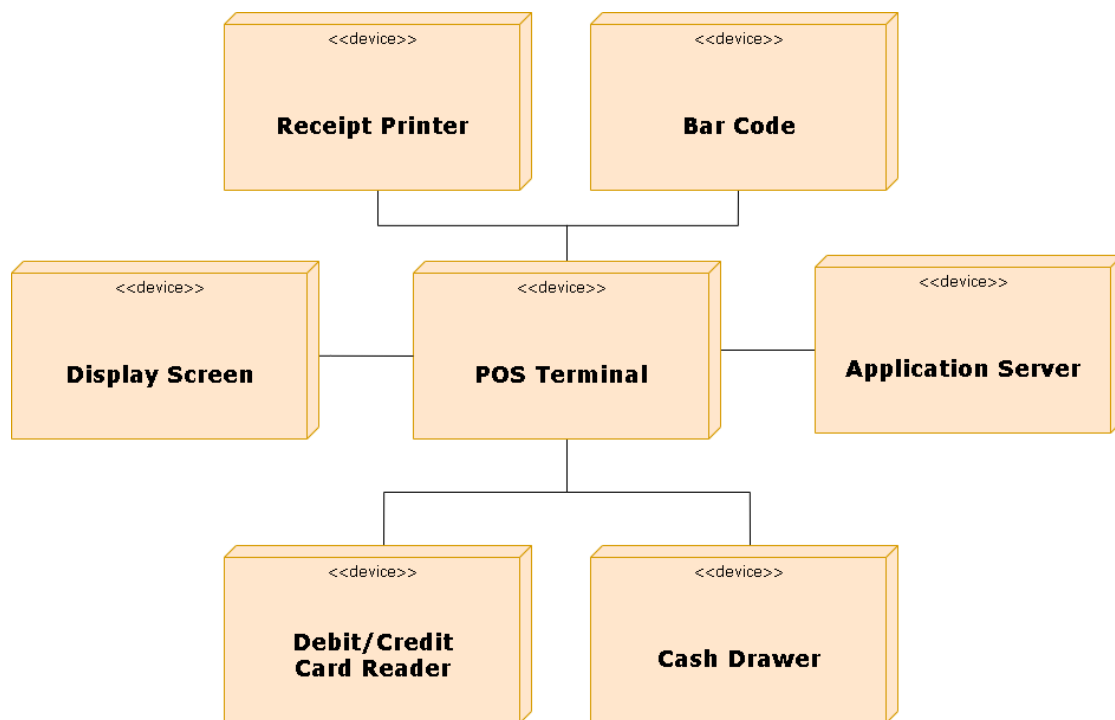 <<device>>
Receipt Printer
<<device>>
Bar Code
<<device>>
Display Screen
<<device>>
POS Terminal
<<device>>
Application Server
<<device>>
Debit/Credit
Card Reader
<<device>>
Cash Drawer